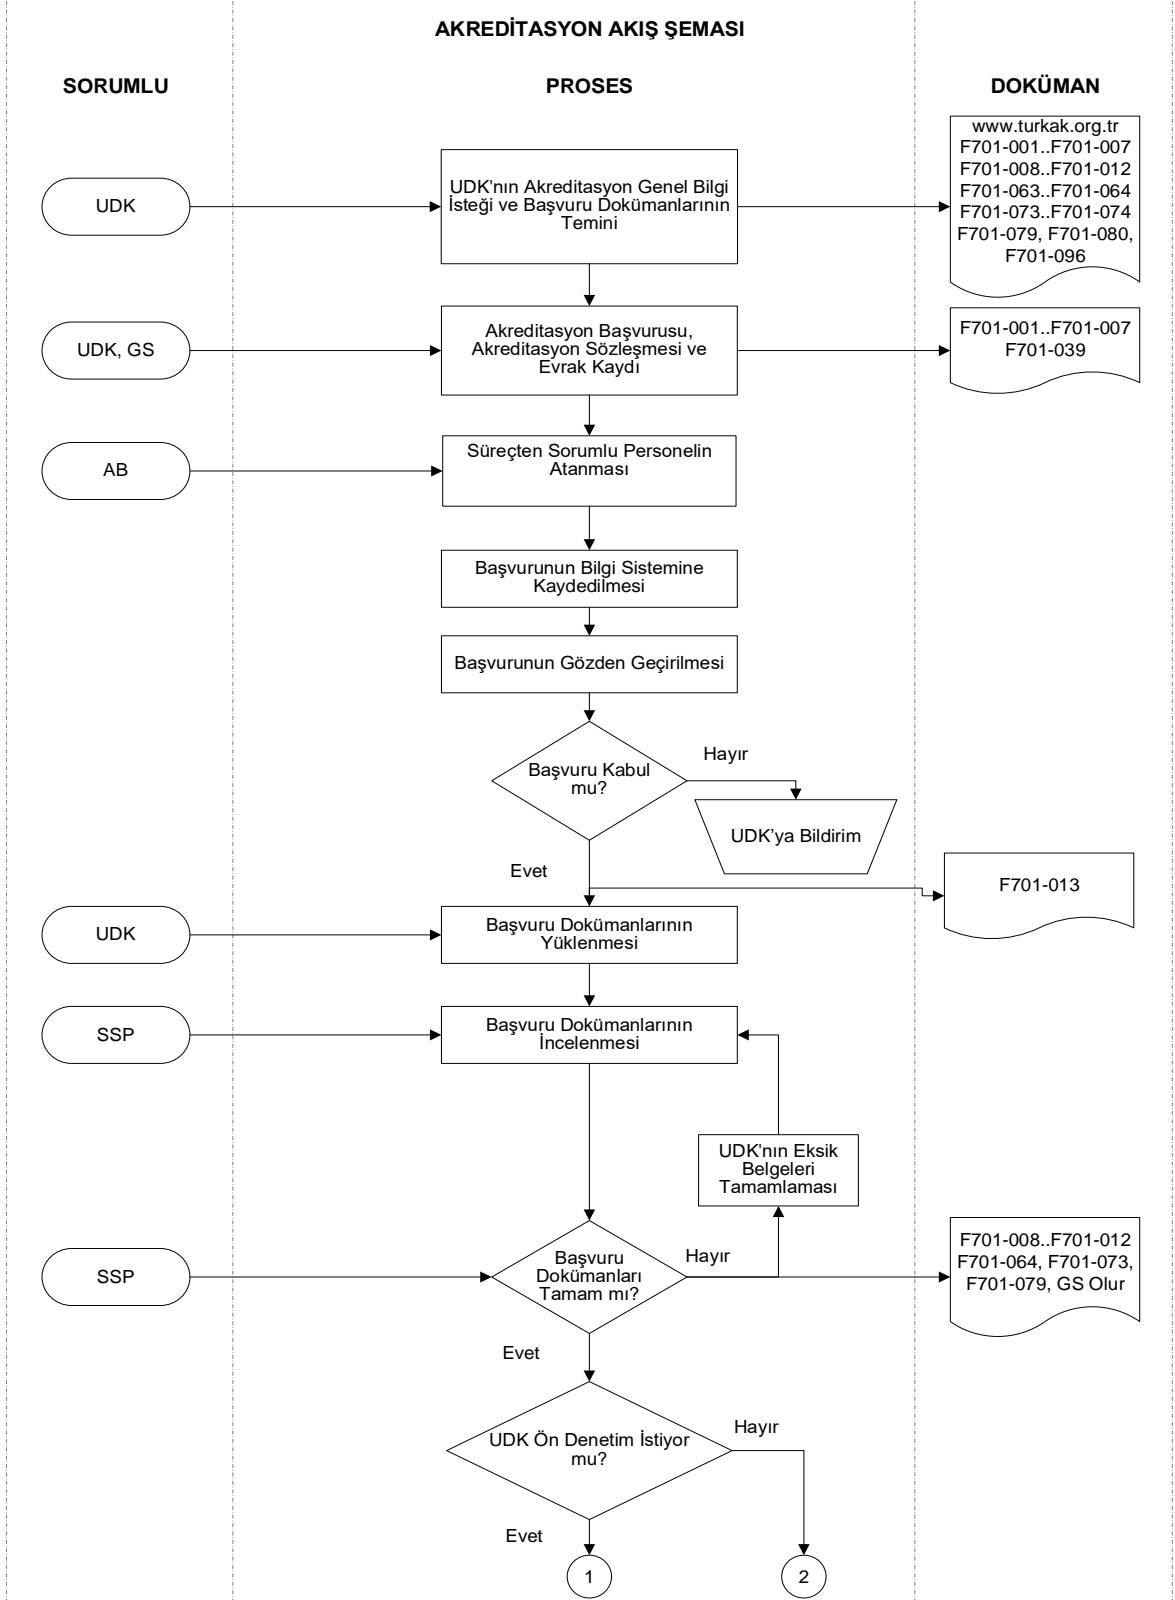 AKREDİTASYON AKIŞ ŞEMASI
SORUMLU
PROSES
DOKÜMAN
UDK
UDK'nın Akreditasyon Genel Bilgi
İsteği ve Başvuru Dokümanlarının
Temini
www.turkak.org.tr
F701-001..F701-007
F701-008..F701-012
F701-063..F701-064
F701-073..F701-074
F701-079, F701-080,
F701-096
UDK, GS
Akreditasyon Başvurusu,
Akreditasyon Sözleşmesi ve
Evrak Kaydı
F701-001..F701-007
F701-039
AB
Süreçten Sorumlu Personelin
Atanması
Başvurunun Bilgi Sistemine
Kaydedilmesi
Başvurunun Gözden Geçirilmesi
Başvuru Kabul
mu?
Hayır
UDK’ya Bildirim
Evet
F701-013
UDK
Başvuru Dokümanlarının
Yüklenmesi
SSP
Başvuru Dokümanlarının
İncelenmesi
UDK'nın Eksik
Belgeleri
Tamamlaması
SSP
Başvuru
Dokümanları
Tamam mı?
Hayır
F701-008..F701-012
F701-064, F701-073,
F701-079, GS Olur
Evet
UDK Ön Denetim İstiyor
mu?
Hayır
Evet
1
2